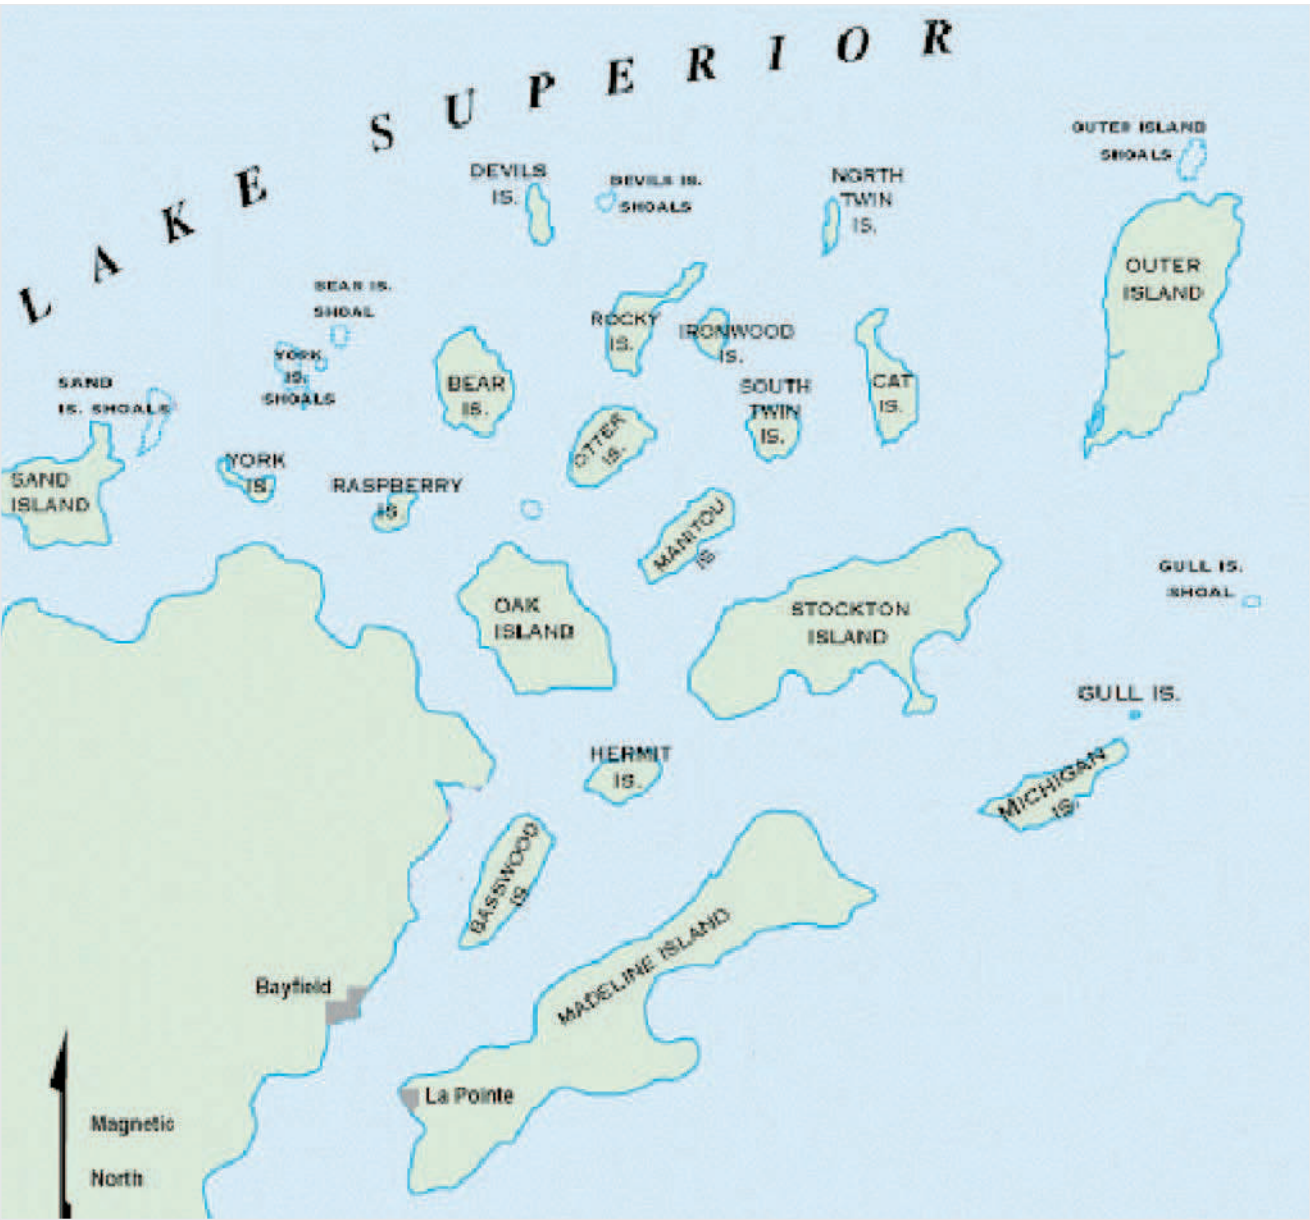 LAKE SUPERIOR
OUTER ISLAND
SHOALS
DEVILS
IS.
DEVILS IS.
SHOALS
NORTH
TWIN
IS.
OUTER
ISLAND
BEAR IS.
SHOAL
ROCKY
IS.
IRONWOOD
IS.
YORK
IS.
SHOALS
SAND
IS. SHOALS
BEAR
IS.
SOUTH
TWIN
IS.
CAT
IS.
OTTER
IS.
SAND
ISLAND
YORK
IS.
RASPBERRY
IS.
MANITOU
IS.
OAK
ISLAND
STOCKTON
ISLAND
GULL IS.
SHOAL
GULL IS.
HERMIT
IS.
MICHIGAN
IS.
BASSWOOD
IS.
MADELINE ISLAND
Bayfield
La Pointe
Magnetic
North